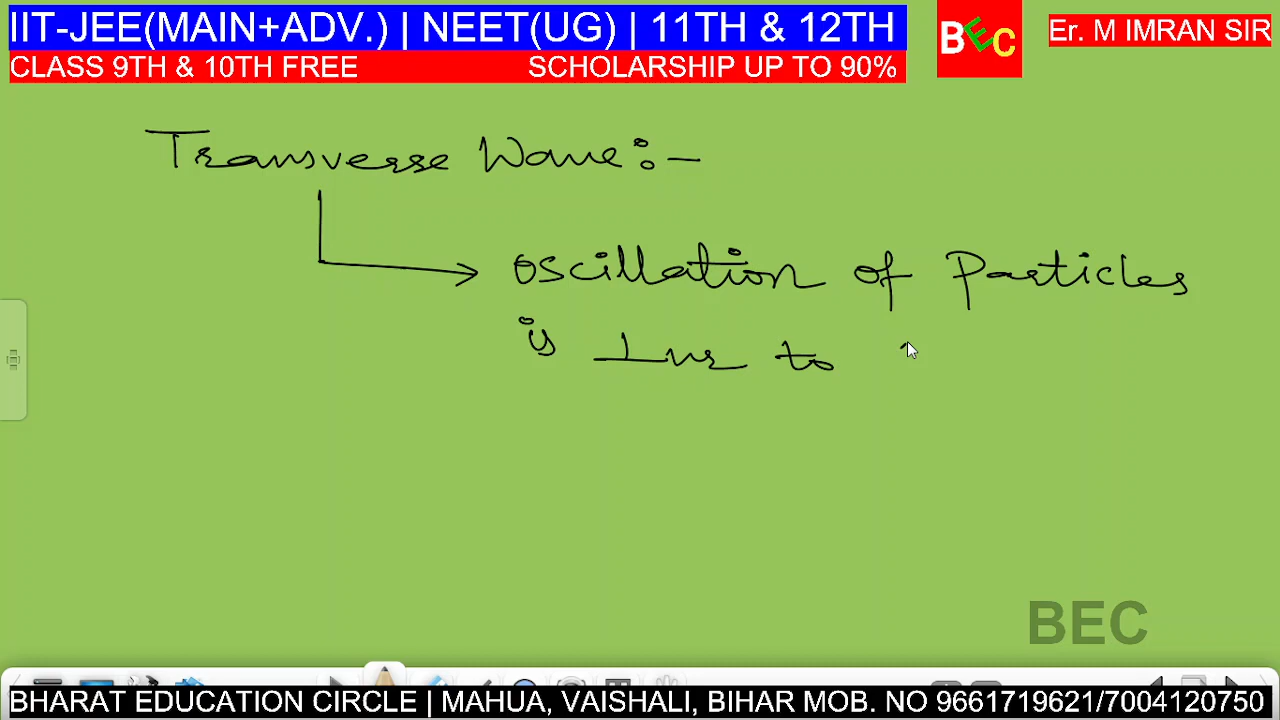 IIT-JEE(MAIN+ADV.) | NEET(UG) | 11TH & 12TH
CLASS 9TH & 10TH FREE SCHOLARSHIP UP TO 90%
BEC
Er. M IMRAN SIR
Transverse Wave :-
Oscillation of Particles
is ⊥ur to
BEC
BHARAT EDUCATION CIRCLE | MAHUA, VAISHALI, BIHAR MOB. NO 9661719621/7004120750